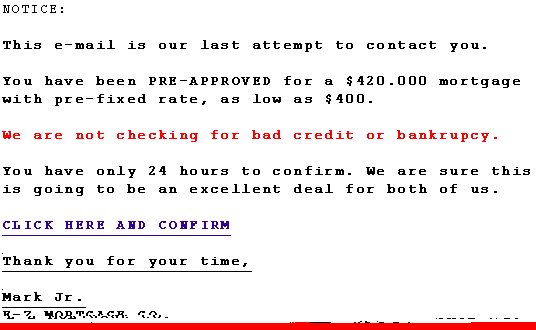 NOTICE:
This e-mail is our last attempt to contact you.
You have been PRE-APPROVED for a $420.000 mortgage
with pre-fixed rate, as low as $400.
We are not checking for bad credit or bankrupcy.
You have only 24 hours to confirm. We are sure this
is going to be an excellent deal for both of us.
CLICK HERE AND CONFIRM
Thank you for your time,
Mark Jr.
E-Z MORTGAGE CO.